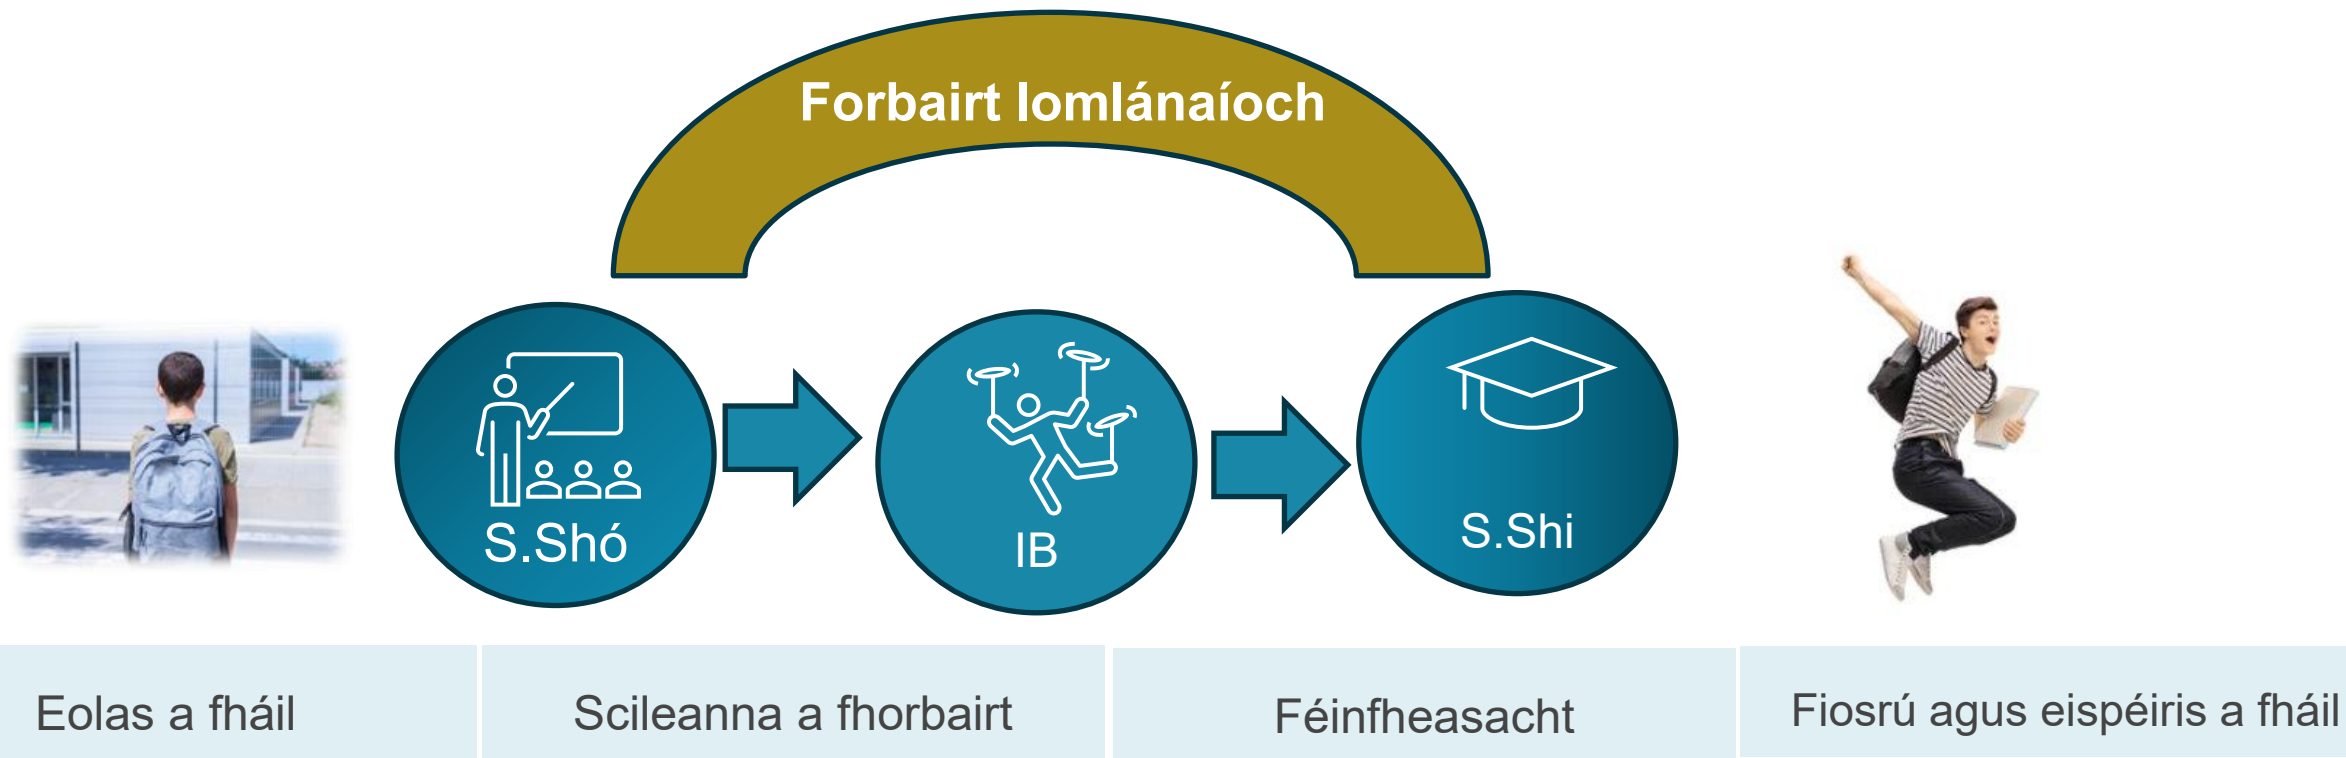 Forbairt Iomlánaíoch
S.Shó
IB
S.Shi
Eolas a fháil
Scileanna a fhorbairt
Féinfheasacht
Fiosrú agus eispéiris a fháil